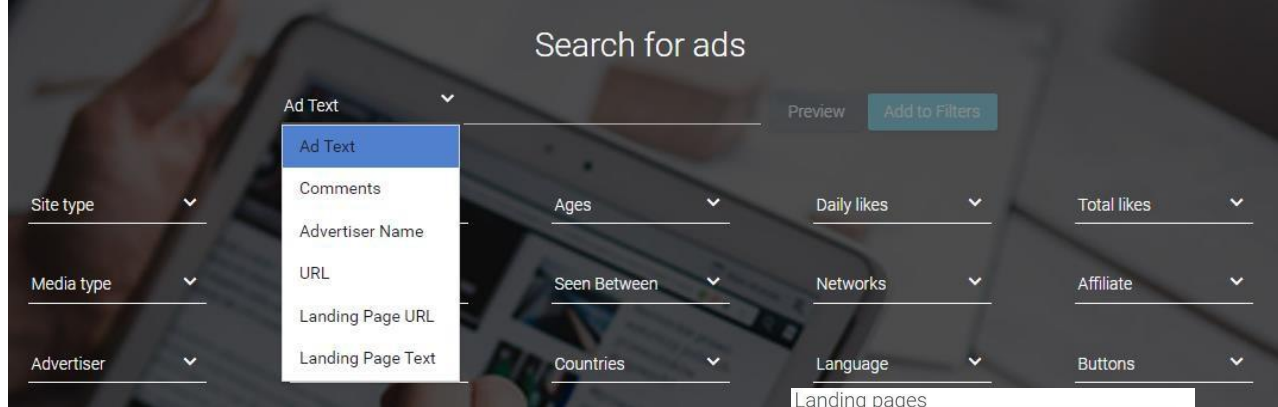 Search for ads
Ad Text
Preview
Add to Filters
Ad Text
Comments
Advertiser Name
URL
Landing Page URL
Landing Page Text
Site type
Ages
Daily likes
Total likes
Media type
Seen Between
Networks
Affiliate
Advertiser
Countries
Language
Buttons
Landing pages